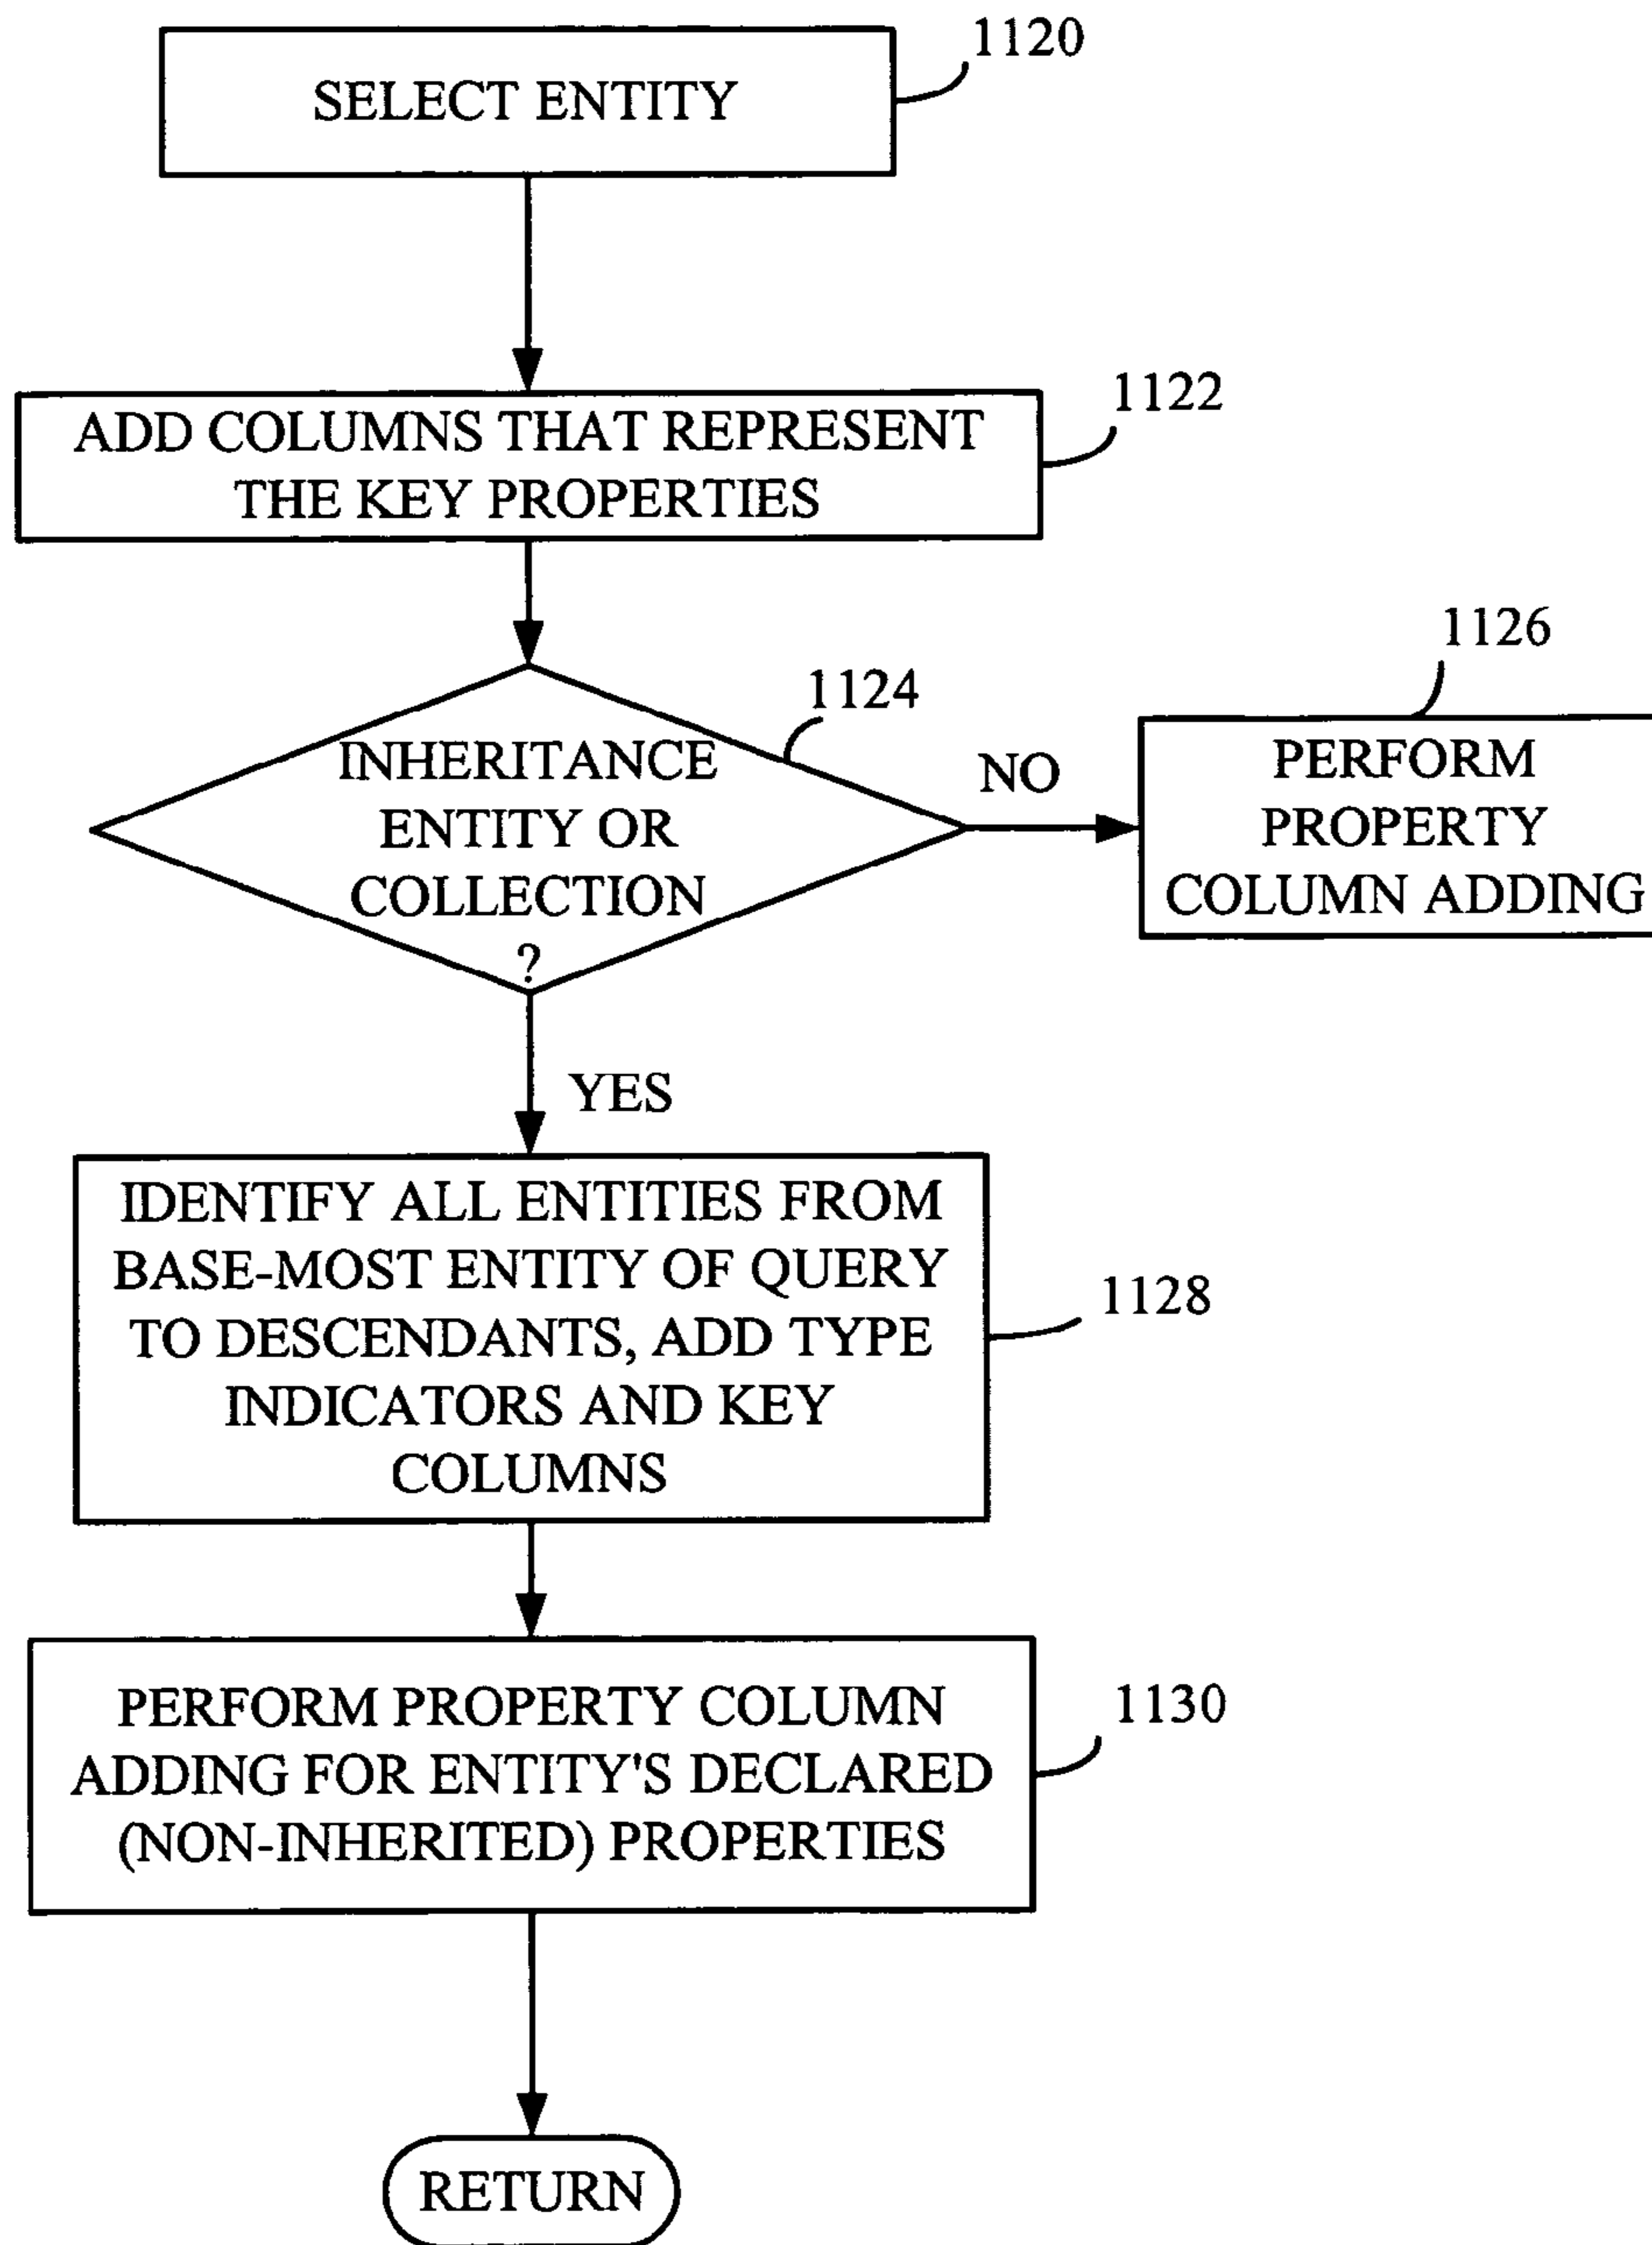 1120
SELECT ENTITY
1122
ADD COLUMNS THAT REPRESENT
THE KEY PROPERTIES
1124
INHERITANCE
ENTITY OR
COLLECTION
?
NO
1126
PERFORM
PROPERTY
COLUMN ADDING
YES
IDENTIFY ALL ENTITIES FROM
BASE-MOST ENTITY OF QUERY
TO DESCENDANTS, ADD TYPE
INDICATORS AND KEY
COLUMNS
1128
PERFORM PROPERTY COLUMN
ADDING FOR ENTITY'S DECLARED
(NON-INHERITED) PROPERTIES
1130
RETURN